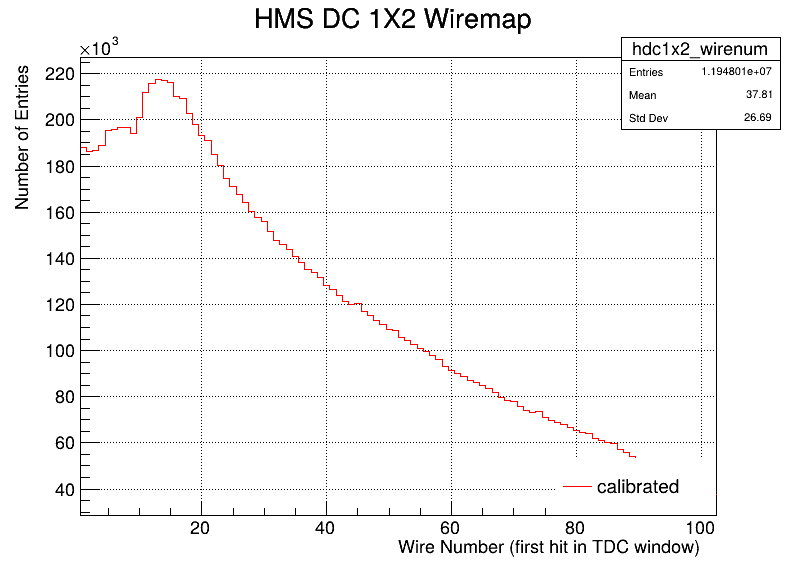 HMS DC 1X2 Wiremap
×10³
hdc1x2_wirenum
Entries 1.194801e+07
Mean 37.81
Std Dev 26.69
Number of Entries
220
200
180
160
140
120
100
80
60
40
calibrated
20 40 60 80 100
Wire Number (first hit in TDC window)